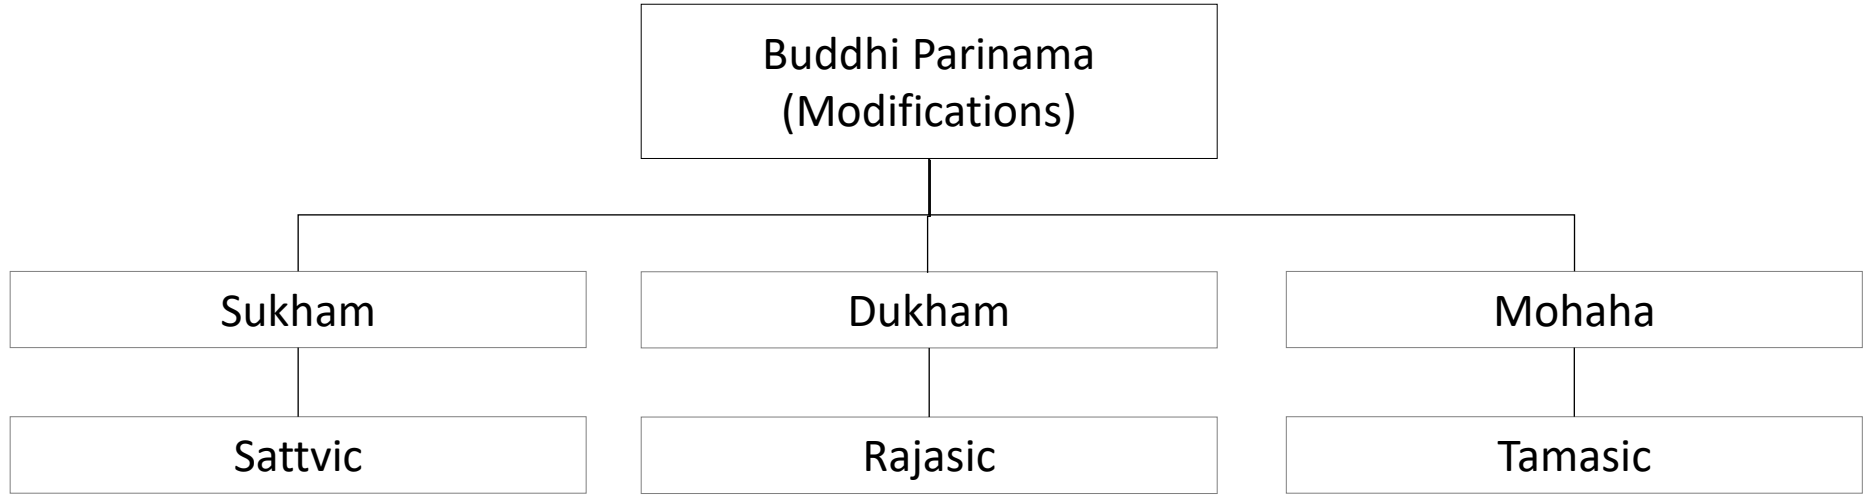 Buddhi Parinama
(Modifications)
Sukham
Dukham
Mohaha
Sattvic
Rajasic
Tamasic